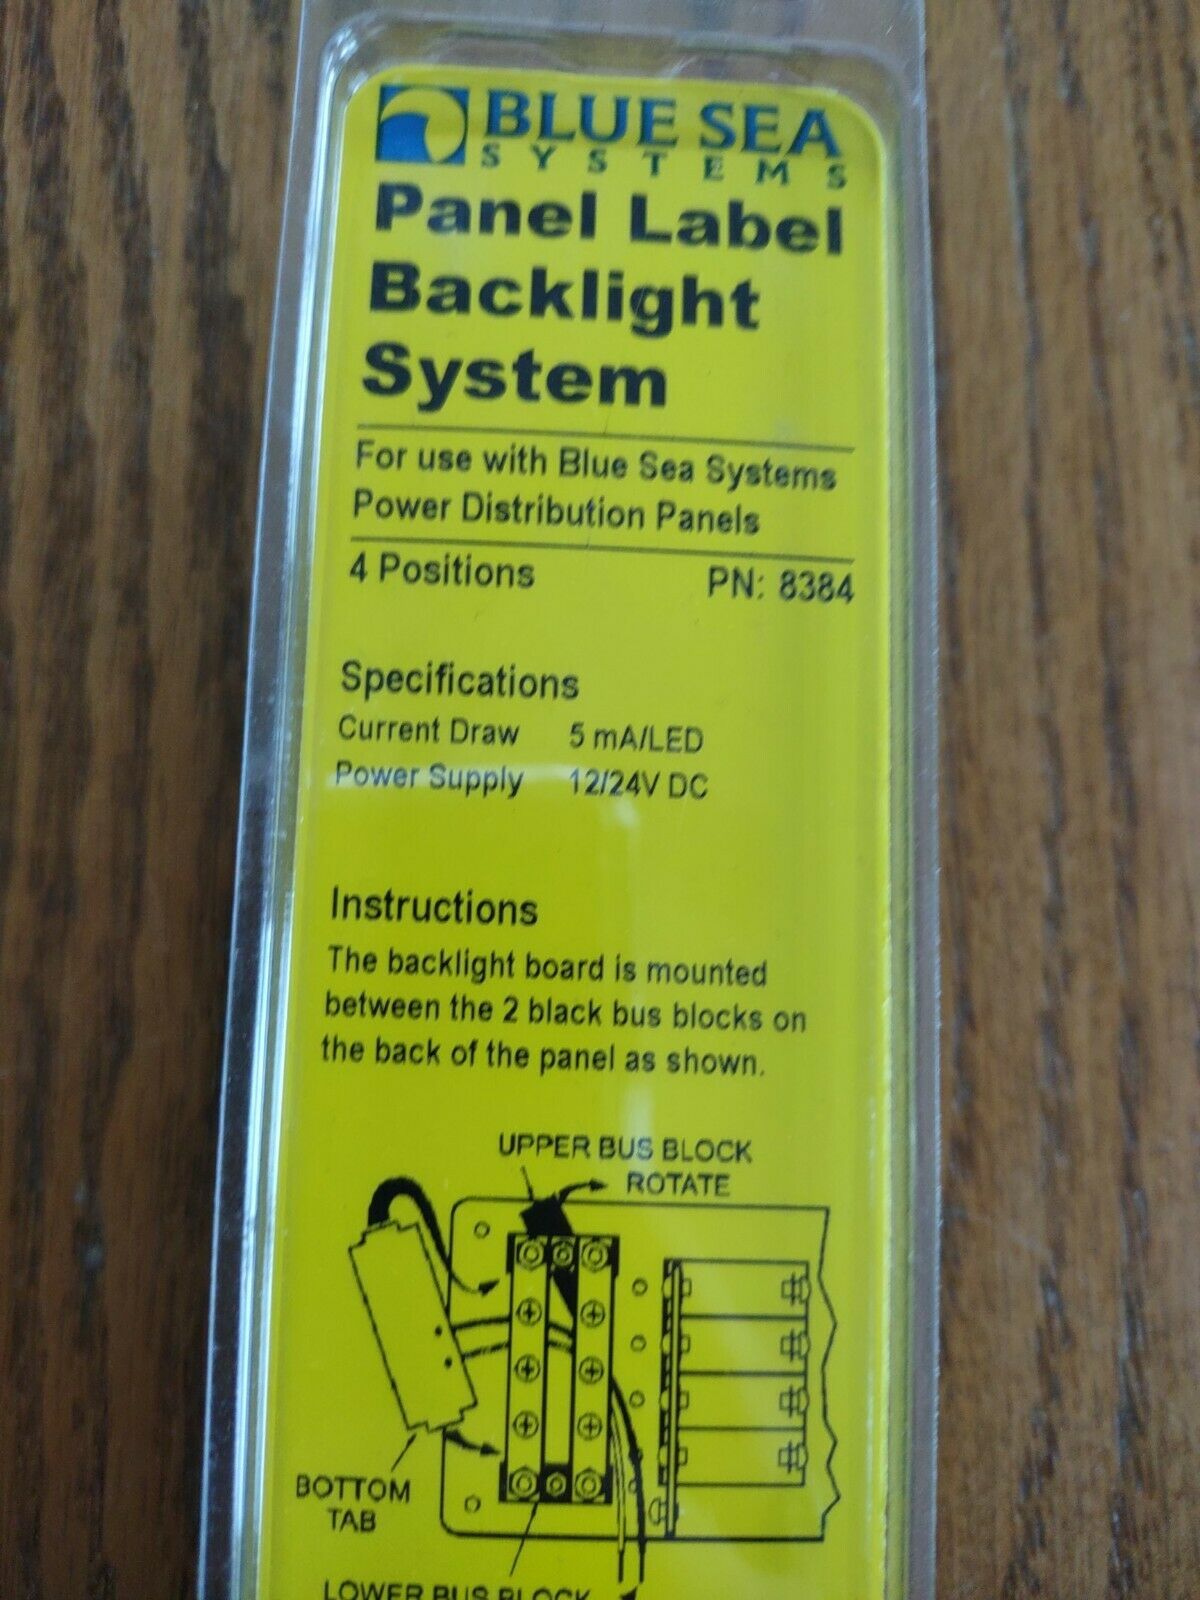 BLUE SEA
SYSTEMS
Panel Label
Backlight
System
For use with Blue Sea Systems
Power Distribution Panels
4 Positions PN: 8384
Specifications
Current Draw 5 mA/LED
Power Supply 12/24V DC
Instructions
The backlight board is mounted
between the 2 black bus blocks on
the back of the panel as shown.
UPPER BUS BLOCK
ROTATE
BOTTOM
TAB
LOWER BUS BLOCK